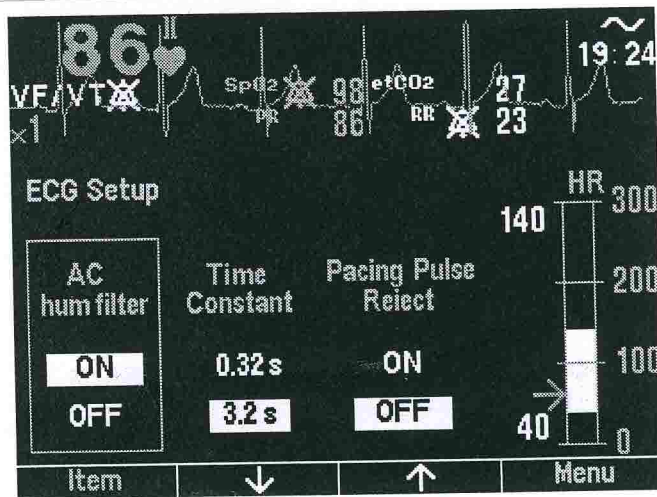 86 II 19:24
VF/VT SpO2 98 etCO2 27
×1 PR 86 RR 23
ECG Setup
HR
140 300
AC hum filter Time Constant Pacing Pulse Reject
200
ON 0.32 s ON
100
OFF 3.2 s OFF
40 0
Item ↓ ↑ Menu